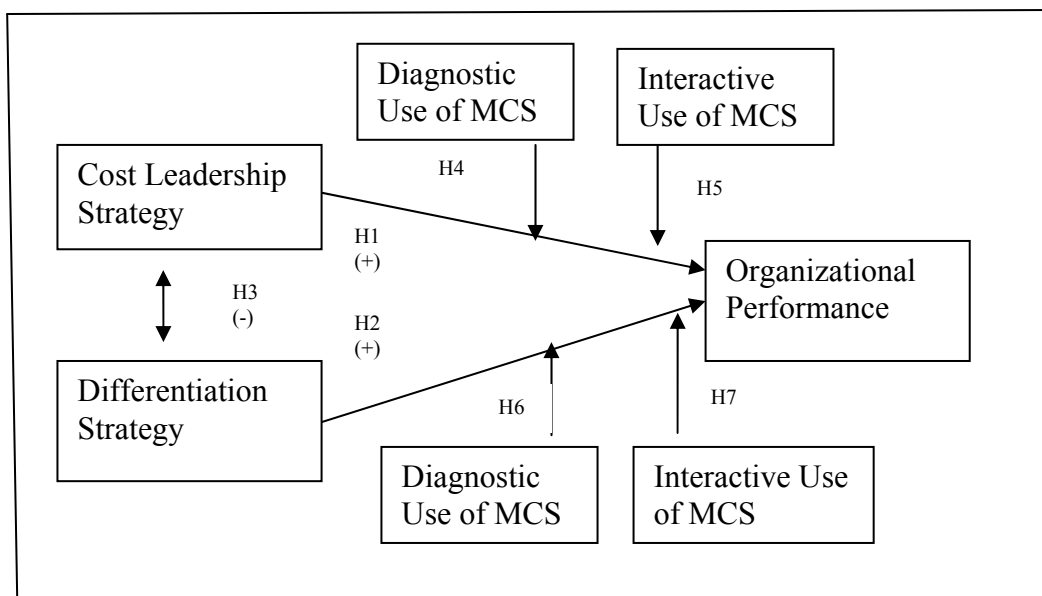 Diagnostic
Use of MCS
Interactive
Use of MCS
H4
H5
Cost Leadership
Strategy
H1
(+)
Organizational
Performance
H3
(-)
H2
(+)
Differentiation
Strategy
H6
H7
Diagnostic
Use of MCS
Interactive Use
of MCS